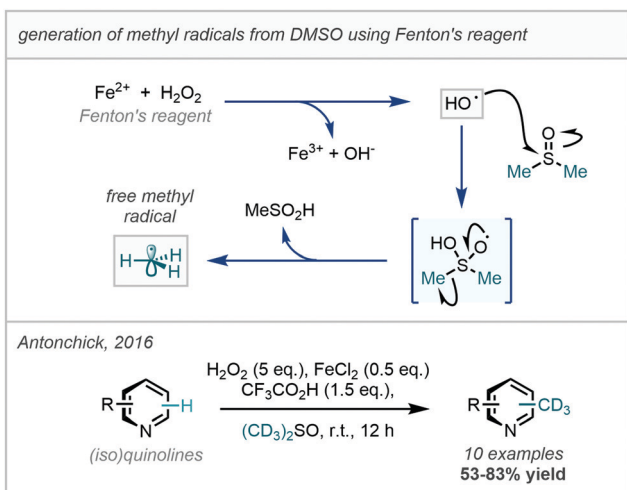 generation of methyl radicals from DMSO using Fenton's reagent
Fe²⁺ + H₂O₂
Fenton's reagent
Fe³⁺ + OH⁻
HO•
O
S
Me Me
free methyl
radical
H H
H
MeSO₂H
HO O•
S
Me Me
Antonchick, 2016
R H
N
(iso)quinolines
H₂O₂ (5 eq.), FeCl₂ (0.5 eq.)
CF₃CO₂H (1.5 eq.),
(CD₃)₂SO, r.t., 12 h
R CD₃
N
10 examples
53-83% yield